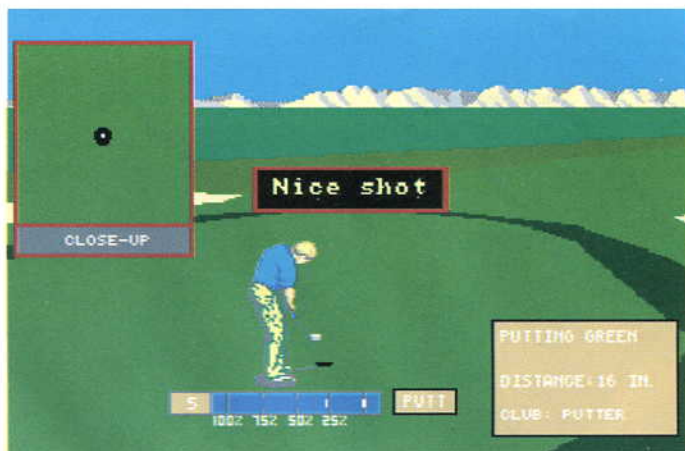 Nice shot
CLOSE-UP
PUTTING GREEN
DISTANCE:16 IN.
CLUB: PUTTER
S PUTT
100% 75% 50% 25%